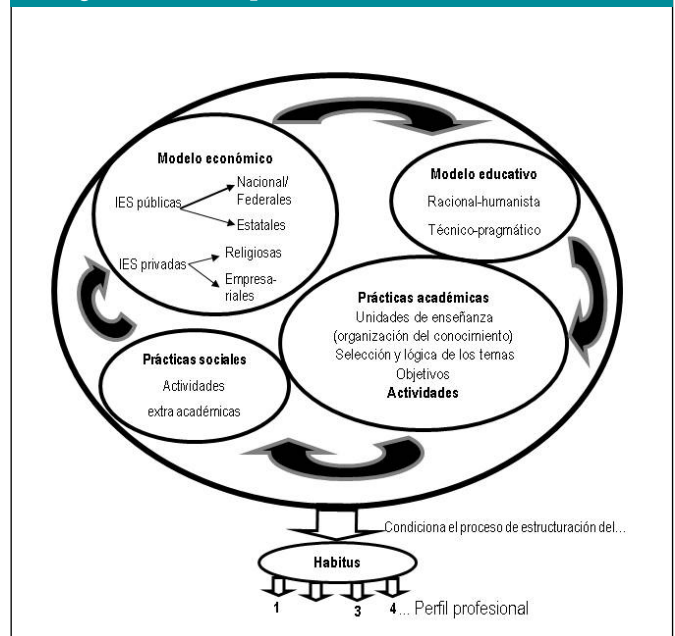 Modelo económico
IES públicas
Nacional/
Federales
Estatales
IES privadas
Religiosas
Empresa-
riales
Modelo educativo
Racional-humanista
Técnico-pragmático
Prácticas académicas
Unidades de enseñanza
(organización del conocimiento)
Selección y lógica de los temas
Objetivos
Actividades
Prácticas sociales
Actividades
extra académicas
Condiciona el proceso de estructuración del...
Habitus
1 3 4... Perfil profesional